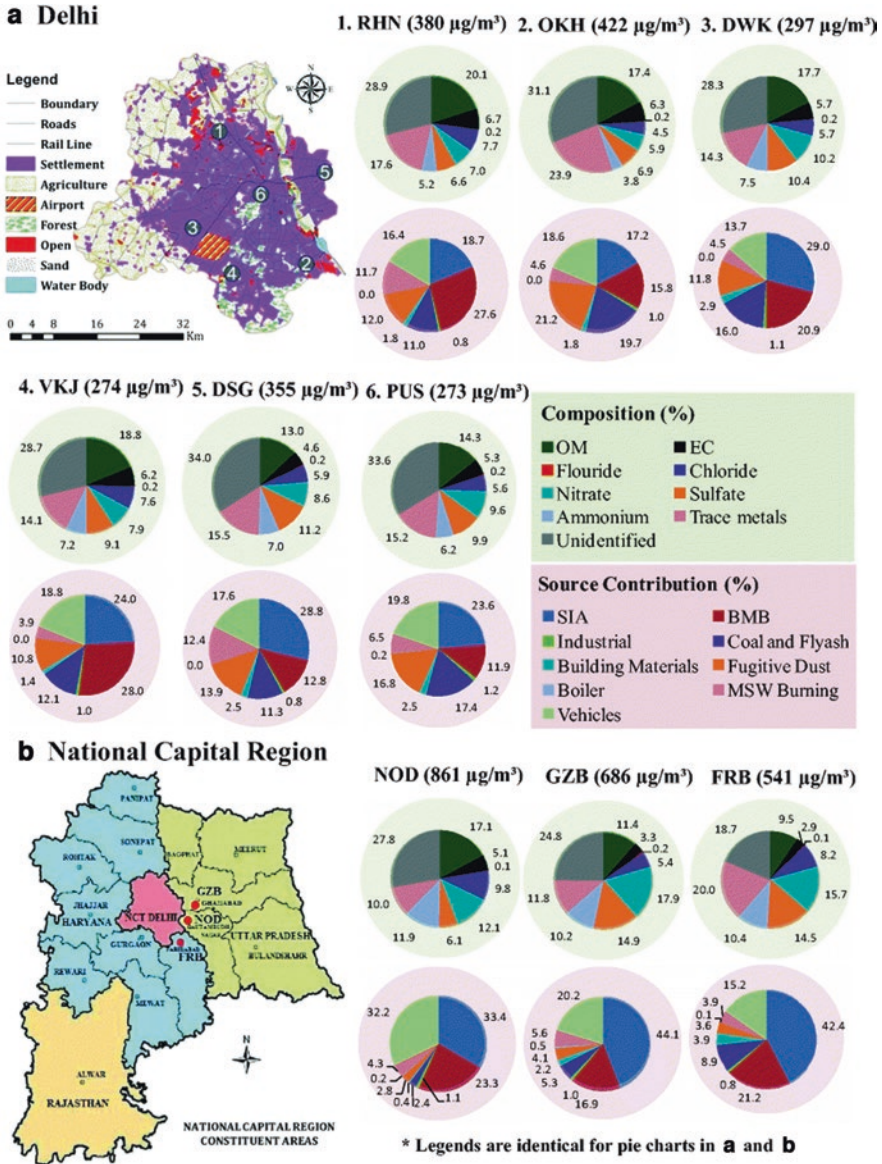 a Delhi
Legend
Boundary
Roads
Rail Line
Settlement
Agriculture
Airport
Forest
Open
Sand
Water Body
0 4 8 16 24 32
Km
N
W E
S
1
2
3
4
5
6
1. RHN (380 µg/m³)
20.1
6.7
0.2
7.7
7.0
6.6
5.2
17.6
28.9
18.7
27.6
0.8
11.0
1.8
12.0
0.0
11.7
16.4
2. OKH (422 µg/m³)
17.4
6.3
0.2
4.5
5.9
6.9
3.8
23.9
31.1
17.2
15.8
1.0
19.7
1.8
21.2
0.0
4.6
18.6
3. DWK (297 µg/m³)
17.7
5.7
0.2
5.7
10.2
10.4
7.5
14.3
28.3
29.0
20.9
1.1
16.0
2.9
11.8
0.0
4.5
13.7
4. VKJ (274 µg/m³)
18.8
6.2
0.2
7.6
7.9
9.1
7.2
14.1
28.7
24.0
28.0
1.0
12.1
1.4
10.8
0.0
3.9
18.8
5. DSG (355 µg/m³)
13.0
4.6
0.2
5.9
8.6
11.2
7.0
15.5
34.0
28.8
12.8
0.8
11.3
2.5
13.9
0.0
12.4
17.6
6. PUS (273 µg/m³)
14.3
5.3
0.2
5.6
9.6
9.9
6.2
15.2
33.6
23.6
11.9
1.2
17.4
2.5
16.8
0.2
6.5
19.8
Composition (%)
OM EC
Flouride Chloride
Nitrate Sulfate
Ammonium Trace metals
Unidentified
Source Contribution (%)
SIA BMB
Industrial Coal and Flyash
Building Materials Fugitive Dust
Boiler MSW Burning
Vehicles
b National Capital Region
PANIPAT
SONEPAT
ROHTAK
BAGPHAT
MEERUT
JHAJJAR
HARYANA
NCT DELHI
GZB
GHAZIABAD
NOD
GURGAON
FRB
UTTAR PRADESH
BULANDSHAHR
REWARI
MEWAT
ALWAR
RAJASTHAN
N
NATIONAL CAPITAL REGION
CONSTITUENT AREAS
NOD (861 µg/m³)
17.1
5.1
0.1
9.8
12.1
6.1
11.9
10.0
27.8
33.4
23.3
1.1
2.4
0.4
2.8
0.2
4.3
32.2
GZB (686 µg/m³)
11.4
3.3
0.2
5.4
17.9
14.9
10.2
11.8
24.8
44.1
16.9
1.0
5.3
2.2
4.1
0.5
5.6
20.2
FRB (541 µg/m³)
9.5
2.9
0.1
8.2
15.7
14.5
10.4
20.0
18.7
42.4
21.2
0.8
8.9
3.9
3.6
0.1
3.9
15.2
* Legends are identical for pie charts in a and b